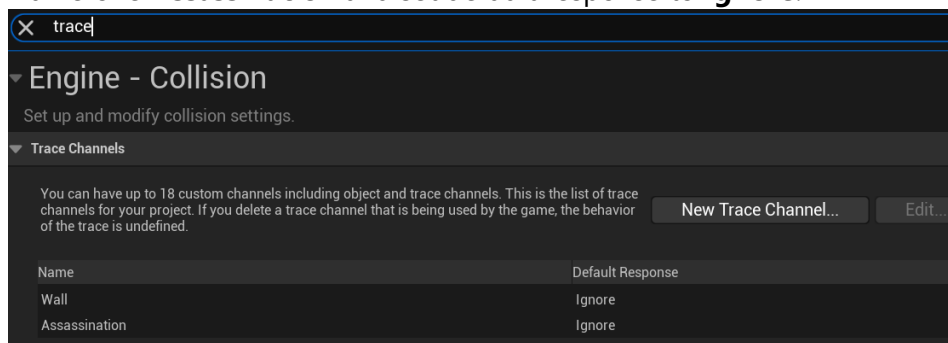 trace
Engine - Collision
Set up and modify collision settings.
Trace Channels
You can have up to 18 custom channels including object and trace channels. This is the list of trace
channels for your project. If you delete a trace channel that is being used by the game, the behavior
of the trace is undefined.
New Trace Channel...
Edit...
Name Default Response
Wall Ignore
Assassination Ignore